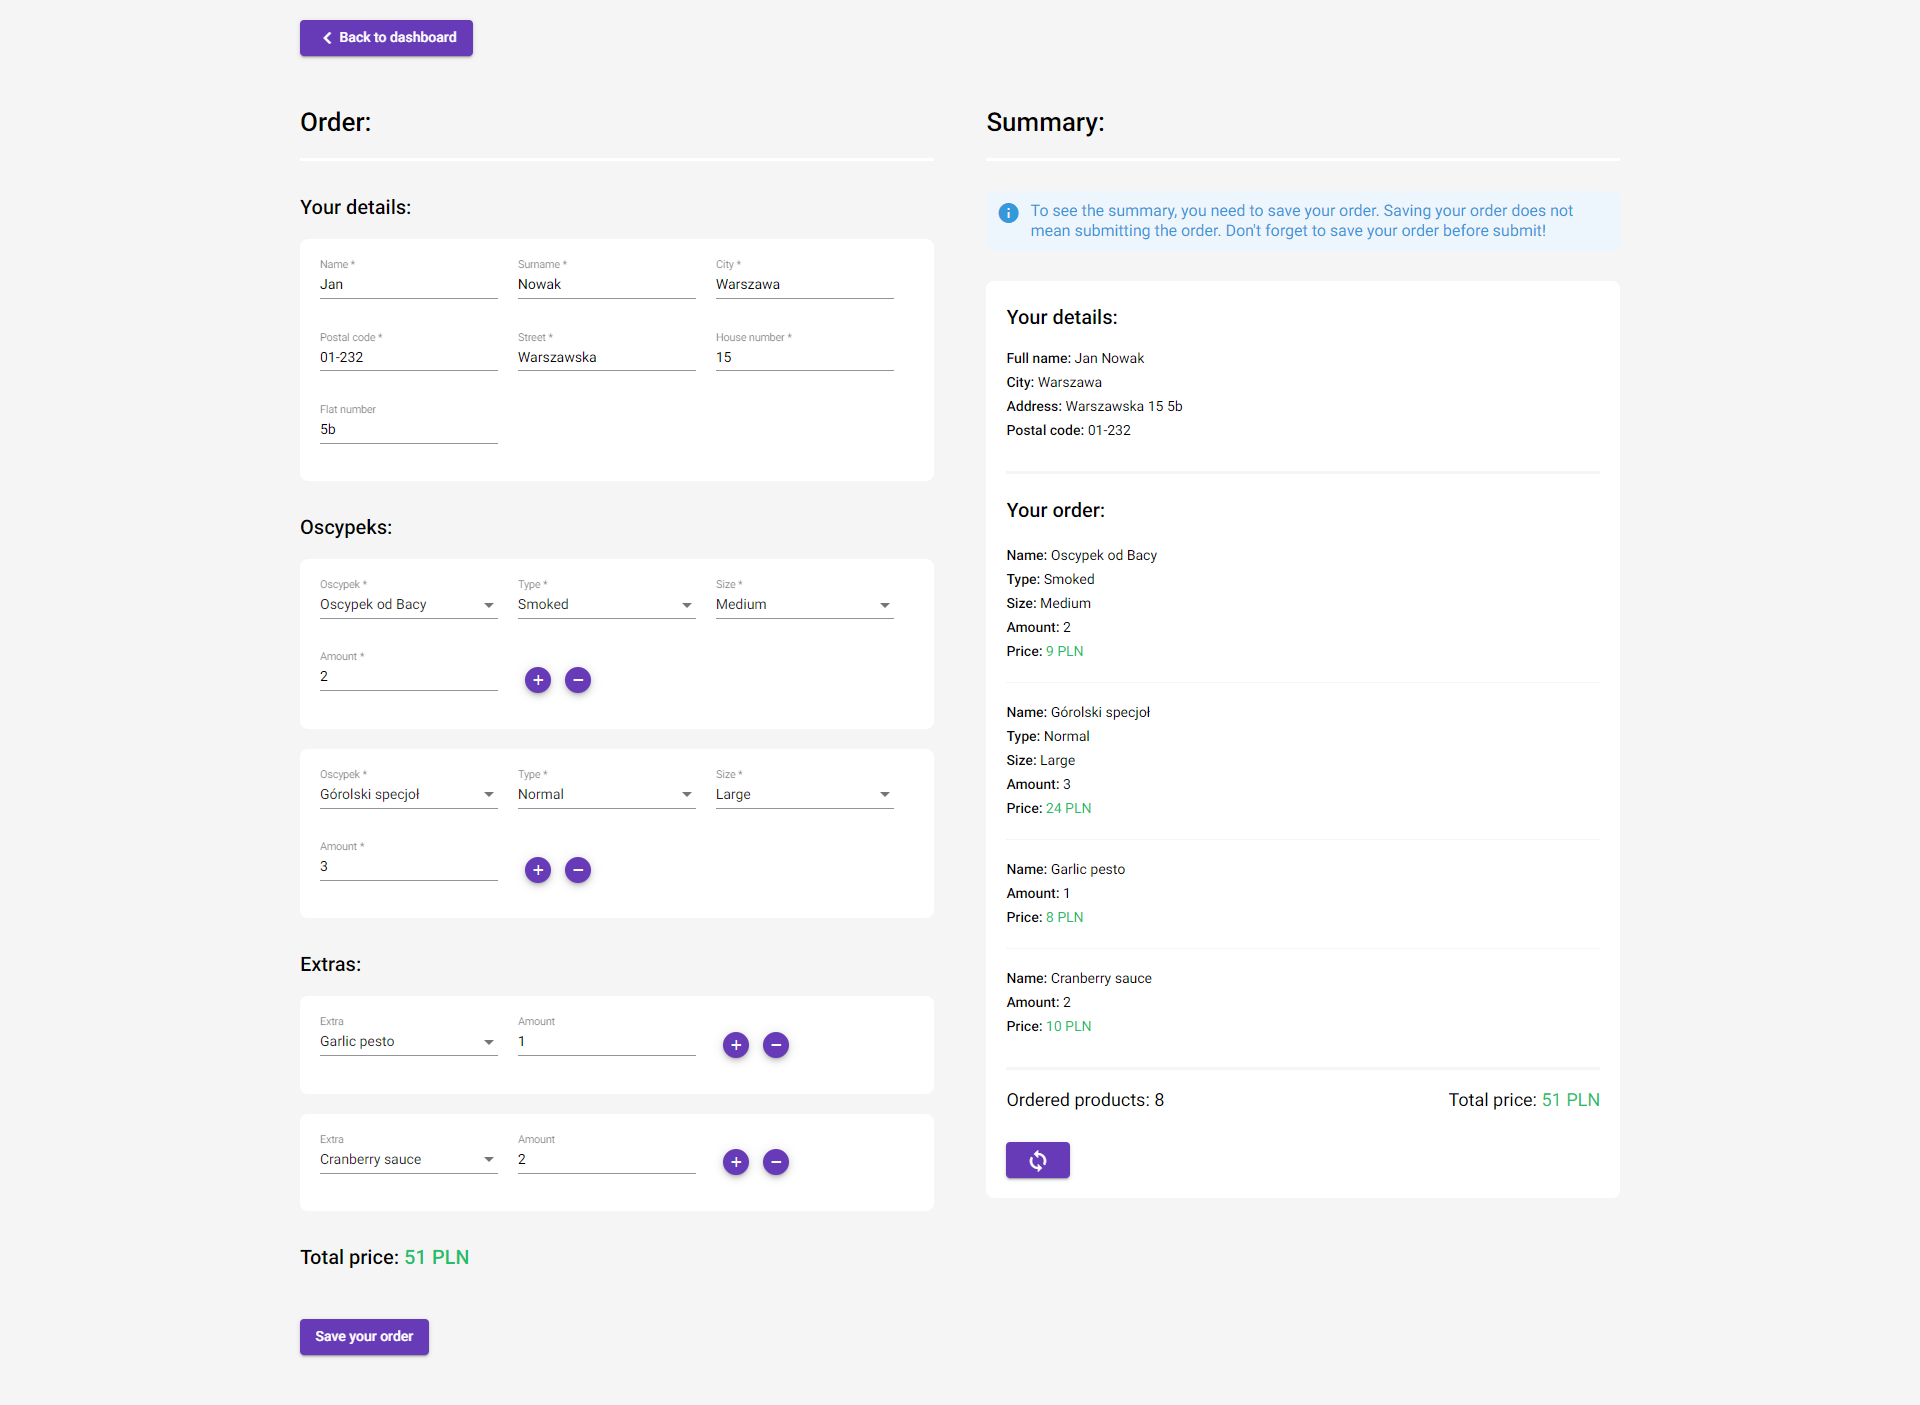 Back to dashboard
Order:
Your details:
Name *
Jan
Surname *
Nowak
City *
Warszawa
Postal code *
01-232
Street *
Warszawska
House number *
15
Flat number
5b
Oscypeks:
Oscypek *
Oscypek od Bacy
Type *
Smoked
Size *
Medium
Amount *
2
Oscypek *
Górolski specjoł
Type *
Normal
Size *
Large
Amount *
3
Extras:
Extra
Garlic pesto
Amount
1
Extra
Cranberry sauce
Amount
2
Total price: 51 PLN
Save your order
Summary:
To see the summary, you need to save your order. Saving your order does not
mean submitting the order. Don't forget to save your order before submit!
Your details:
Full name: Jan Nowak
City: Warszawa
Address: Warszawska 15 5b
Postal code: 01-232
Your order:
Name: Oscypek od Bacy
Type: Smoked
Size: Medium
Amount: 2
Price: 9 PLN
Name: Górolski specjoł
Type: Normal
Size: Large
Amount: 3
Price: 24 PLN
Name: Garlic pesto
Amount: 1
Price: 8 PLN
Name: Cranberry sauce
Amount: 2
Price: 10 PLN
Ordered products: 8
Total price: 51 PLN